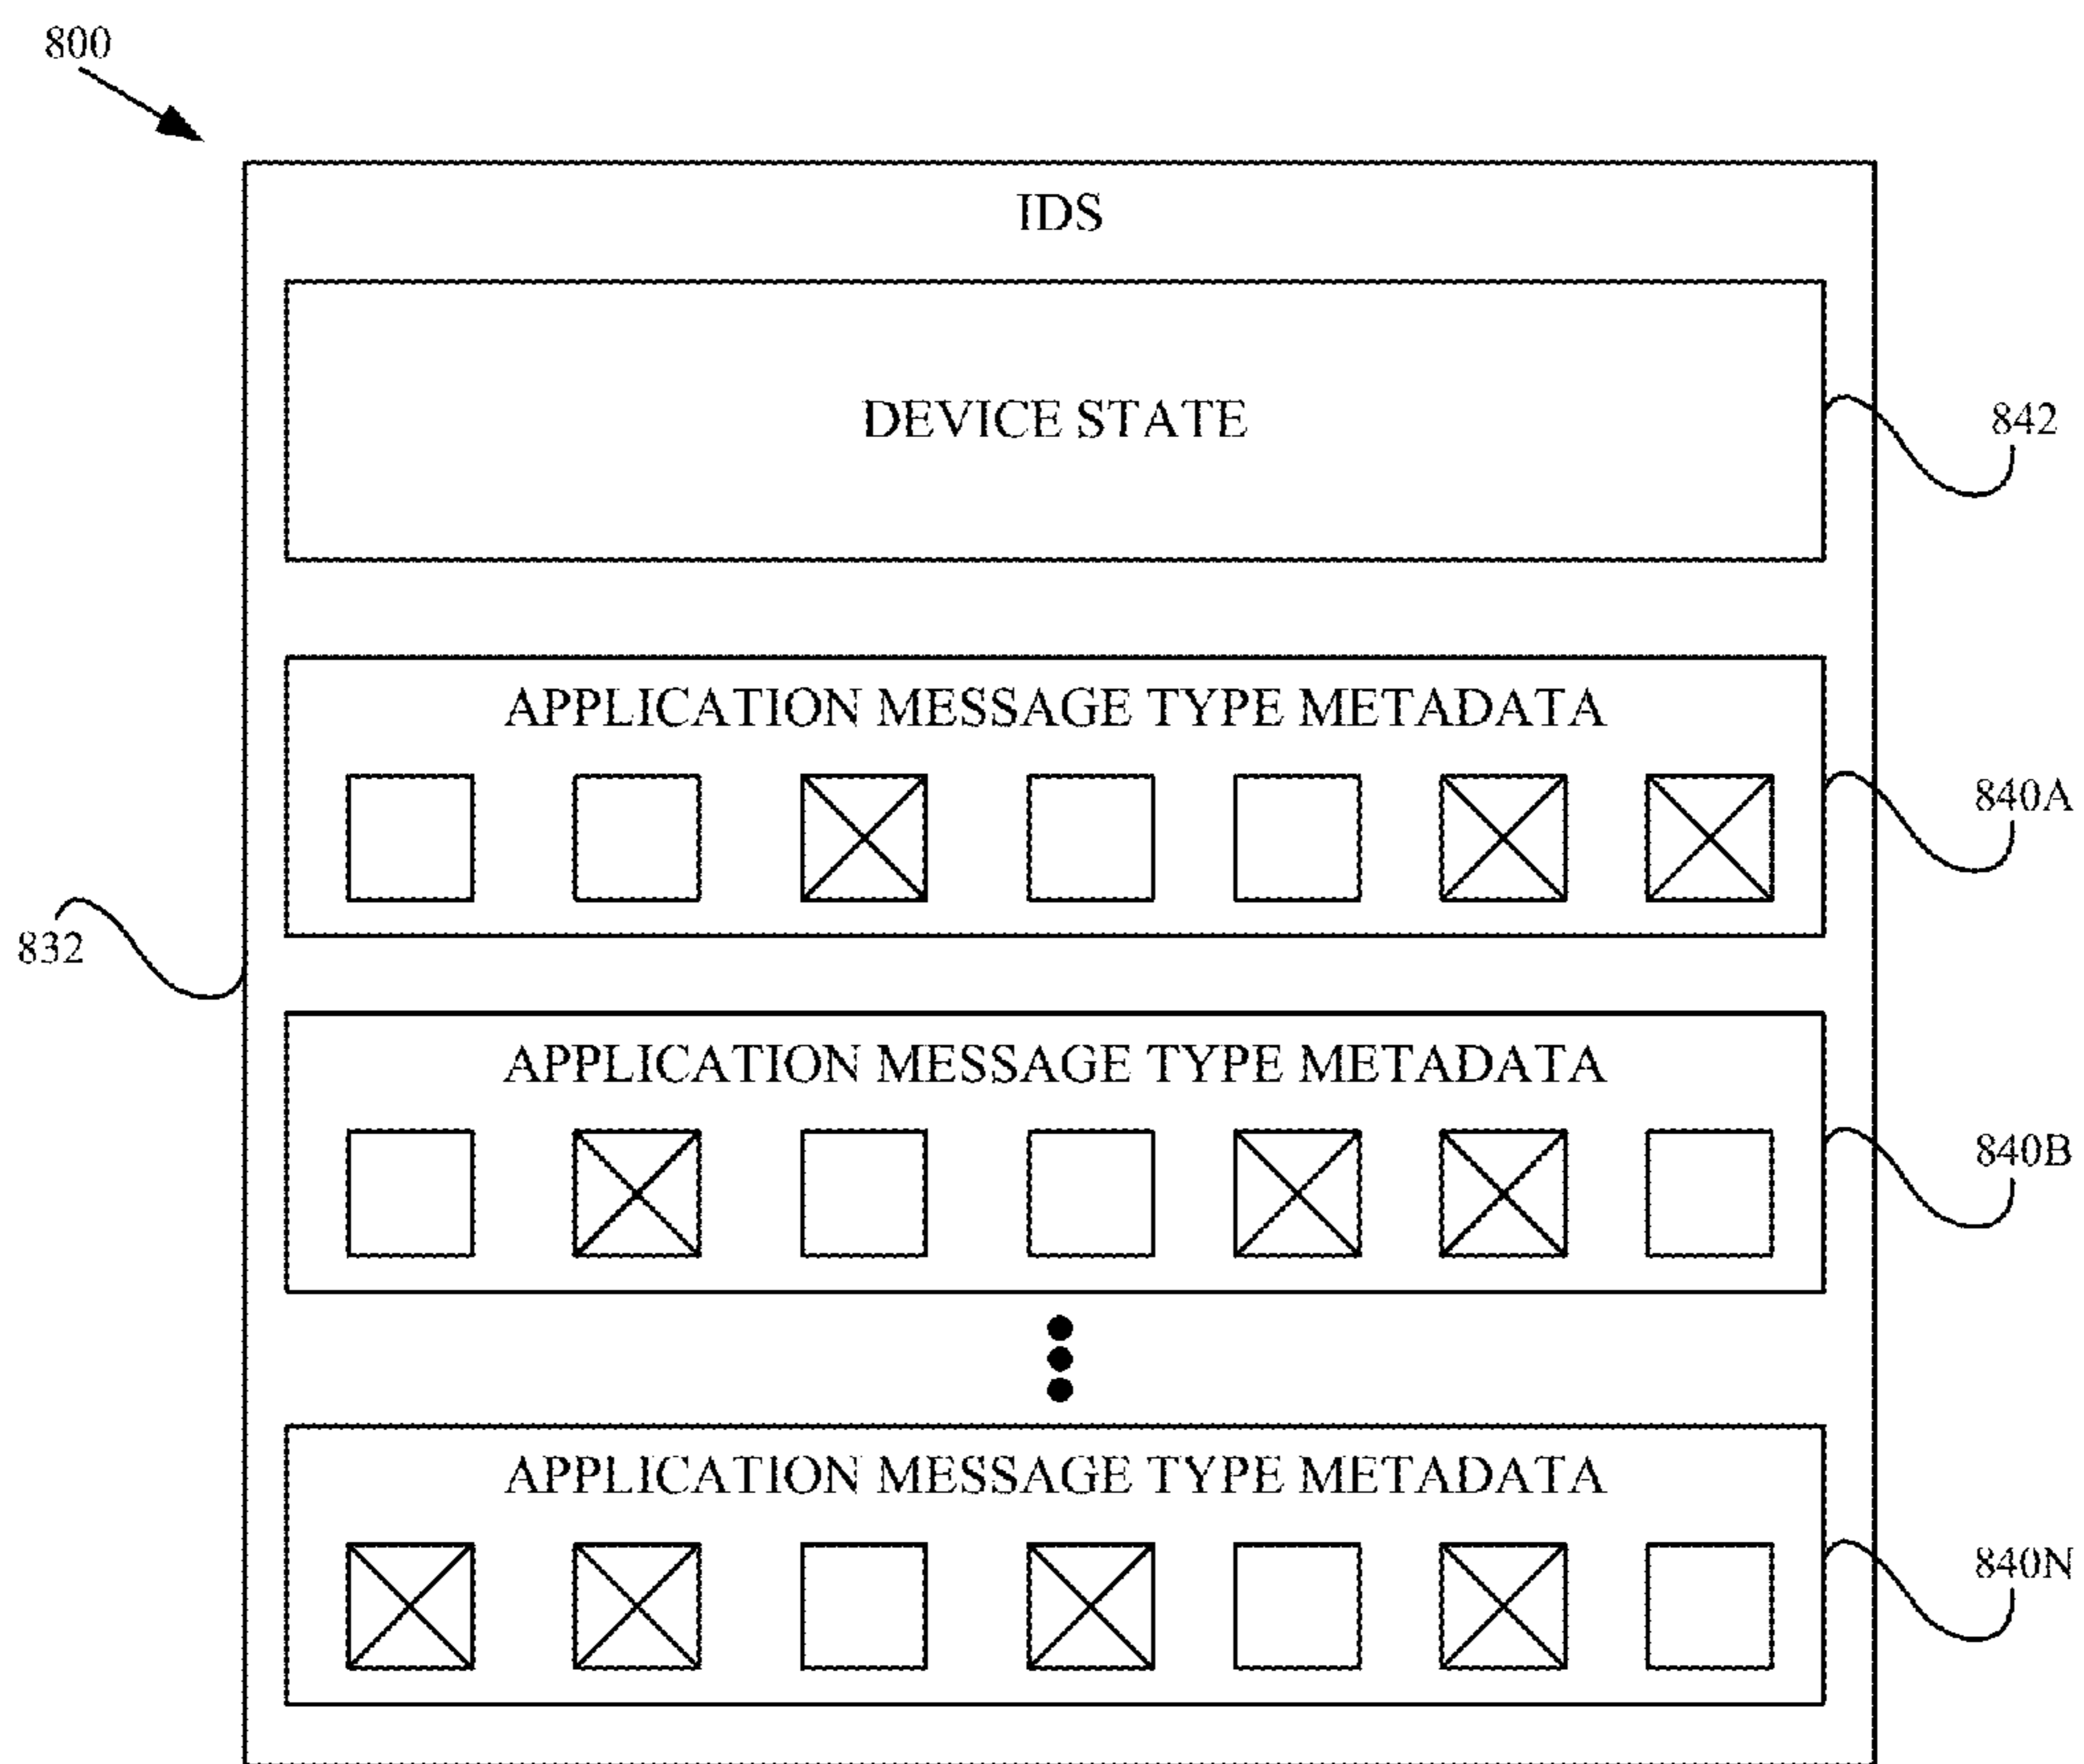 800
IDS
DEVICE STATE
842
APPLICATION MESSAGE TYPE METADATA
840A
832
APPLICATION MESSAGE TYPE METADATA
840B
APPLICATION MESSAGE TYPE METADATA
840N